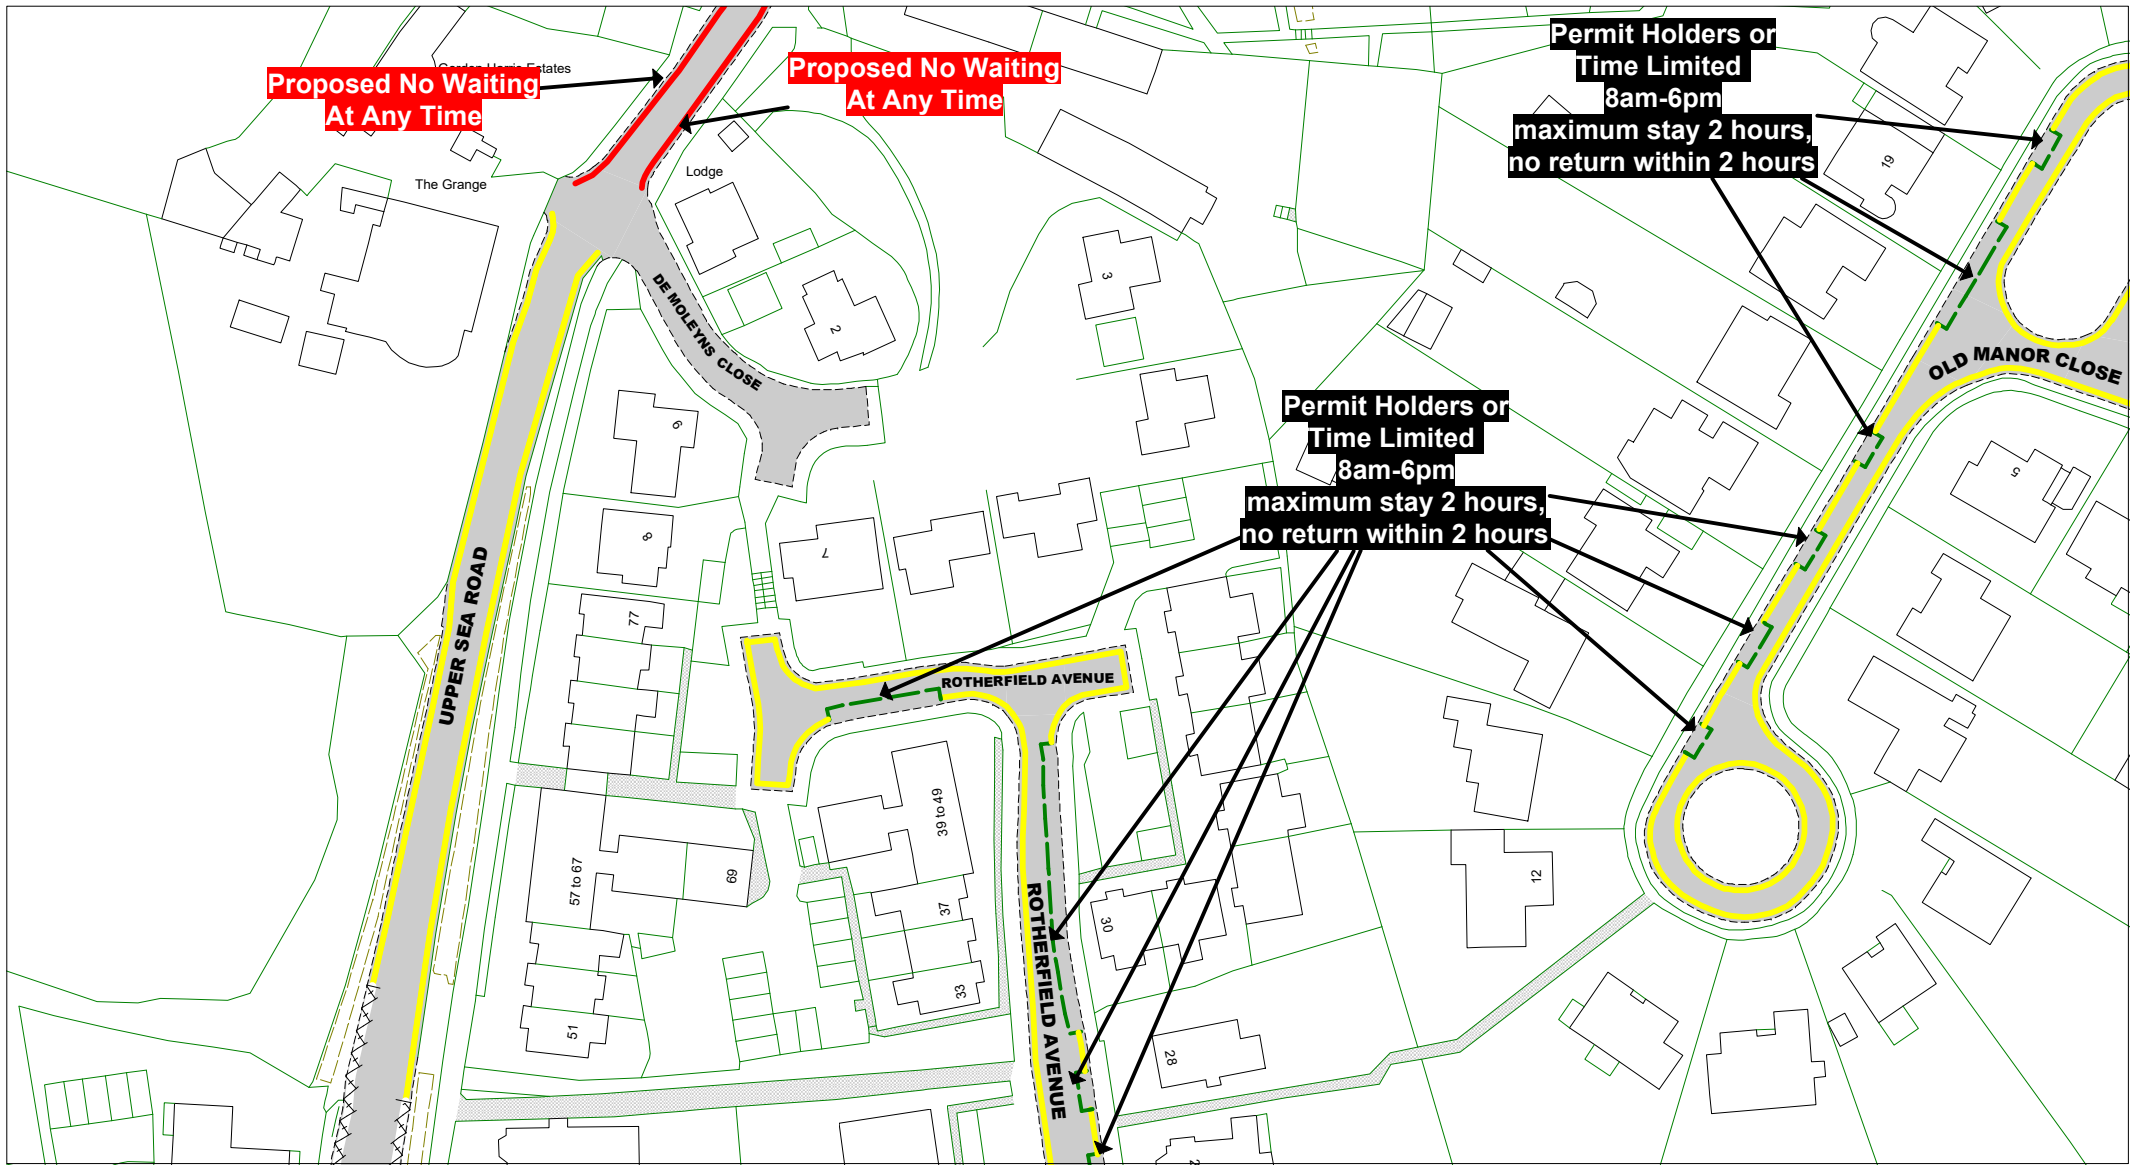 Gorden Harris Estates
Proposed No Waiting
At Any Time
Proposed No Waiting
At Any Time
Permit Holders or
Time Limited
8am-6pm
maximum stay 2 hours,
no return within 2 hours
The Grange
Lodge
19
3
2
DE MOLEYNS CLOSE
OLD MANOR CLOSE
Permit Holders or
Time Limited
8am-6pm
maximum stay 2 hours,
no return within 2 hours
6
5
8
7
77
UPPER SEA ROAD
ROTHERFIELD AVENUE
39 to 49
57 to 67
69
37
30
12
33
ROTHERFIELD AVENUE
51
28